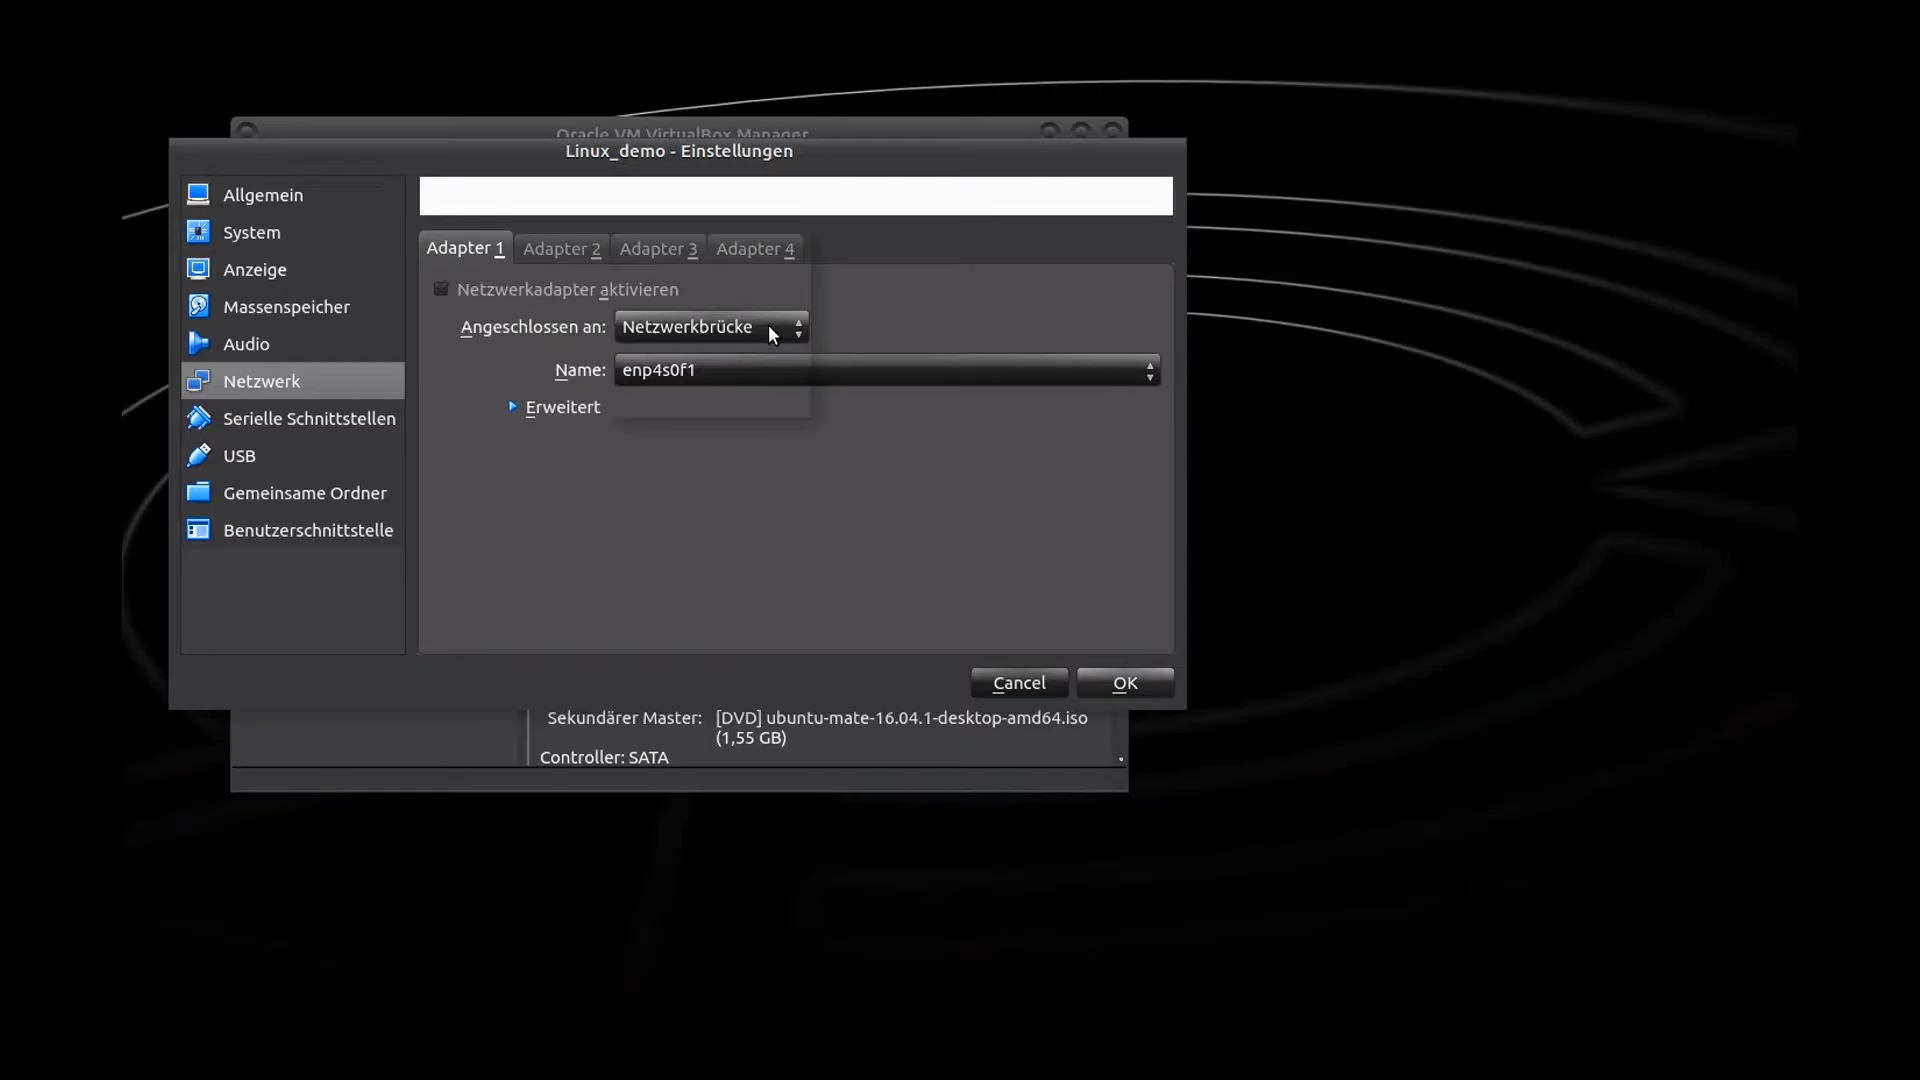 Oracle VM VirtualBox Manager
Linux_demo - Einstellungen
Allgemein
System
Anzeige
Massenspeicher
Audio
Netzwerk
Serielle Schnittstellen
USB
Gemeinsame Ordner
Benutzerschnittstelle
Adapter 1 Adapter 2 Adapter 3 Adapter 4
Netzwerkadapter aktivieren
Angeschlossen an: Netzwerkbrücke
Name: enp4s0f1
Erweitert
Cancel OK
Sekundärer Master: [DVD] ubuntu-mate-16.04.1-desktop-amd64.iso
(1,55 GB)
Controller: SATA